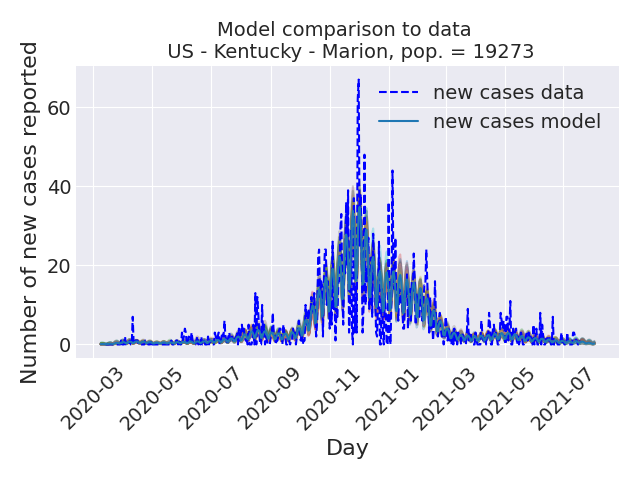 Model comparison to data
US - Kentucky - Marion, pop. = 19273
Number of new cases reported
60
40
20
0
new cases data
new cases model
2020-03
2020-05
2020-07
2020-09
2020-11
2021-01
2021-03
2021-05
2021-07
Day